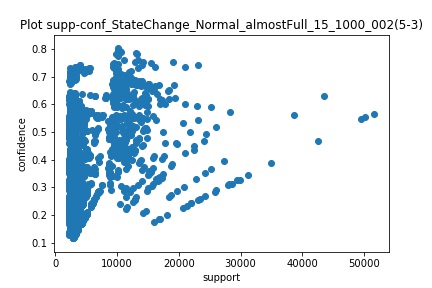 Plot supp-conf_StateChange_Normal_almostFull_15_1000_002(5-3)
0.8
0.7
0.6
0.5
0.4
0.3
0.2
0.1
confidence
0 10000 20000 30000 40000 50000
support